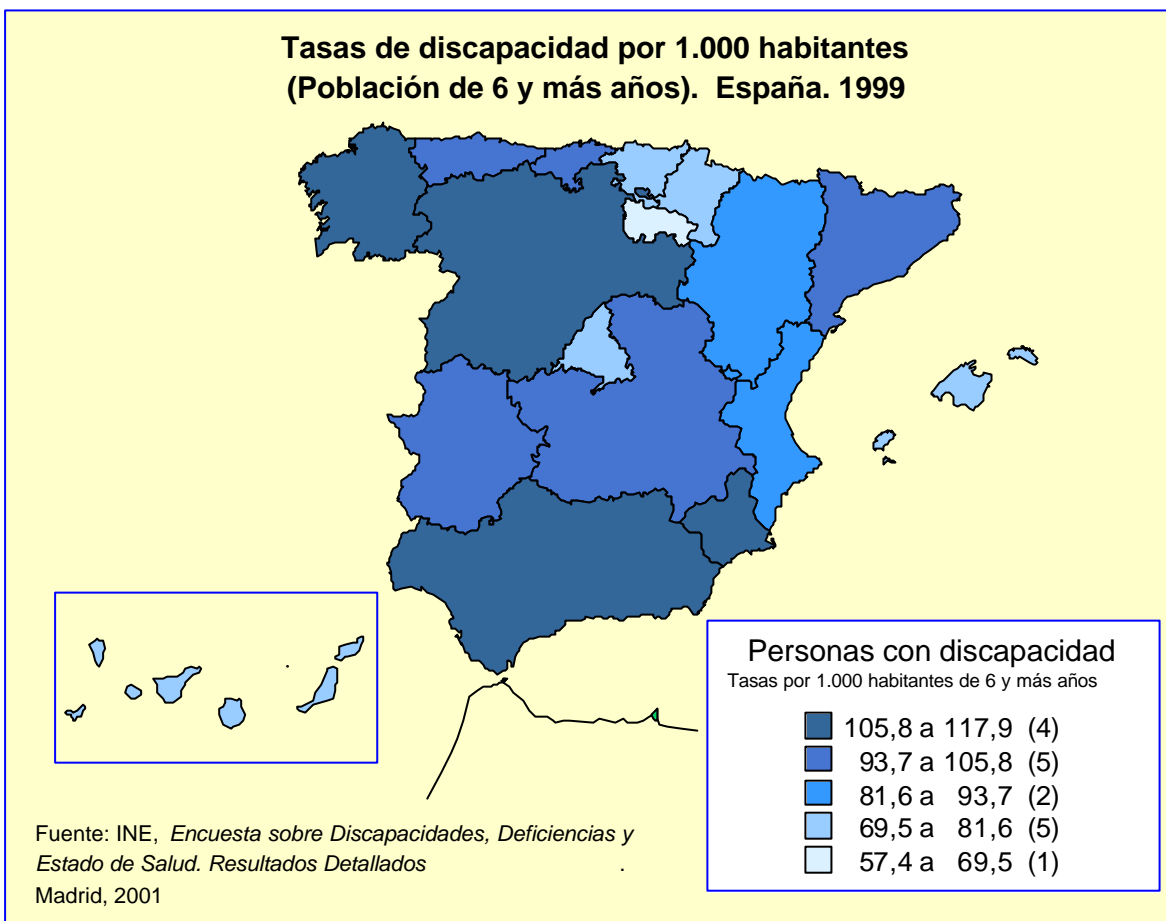 Tasas de discapacidad por 1.000 habitantes
(Población de 6 y más años).  España. 1999
Personas con discapacidad
Tasas por 1.000 habitantes de 6 y más años
105,8 a 117,9 (4)
93,7 a 105,8 (5)
81,6 a 93,7 (2)
69,5 a 81,6 (5)
57,4 a 69,5 (1)
Fuente: INE, Encuesta sobre Discapacidades, Deficiencias y
Estado de Salud. Resultados Detallados .
Madrid, 2001